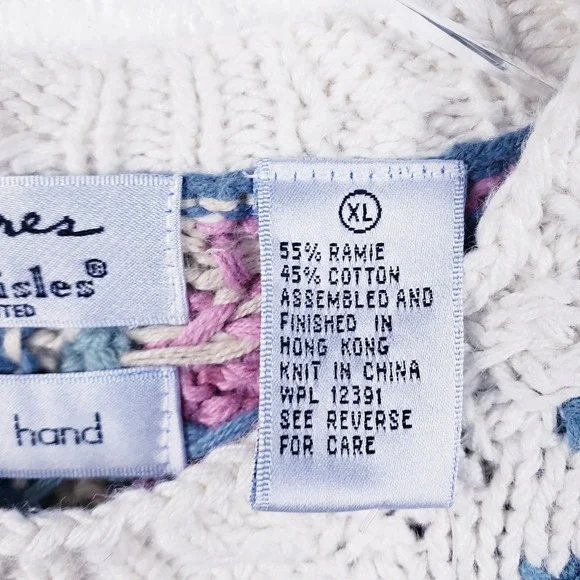 isles®
hand
XL
55% RAMIE
45% COTTON
ASSEMBLED AND
FINISHED IN
HONG KONG
KNIT IN CHINA
WPL 12391
SEE REVERSE
FOR CARE